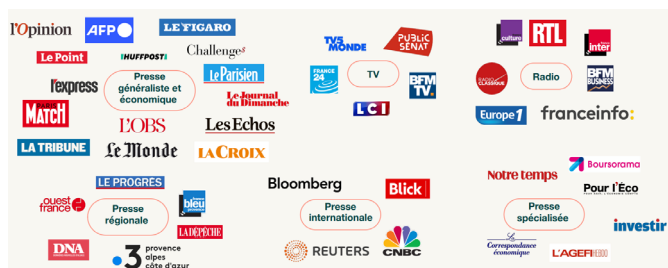 l'Opinion
AFP
LE FIGARO
Le Point
IHUFFPOSTI
Challenges
l'express
Presse
généraliste et
économique
Le Parisien
PARIS
MATCH
Le Journal
du Dimanche
L'OBS
Les Echos
LA TRIBUNE
Le Monde
LA CROIX
TV5
MONDE
PUBLIC
SÉNAT
FRANCE
24
TV
BFM
TV.
LCI
culture
RTL
inter
RADIO
CLASSIQUE
Radio
BFM
BUSINESS
Europe 1
franceinfo:
LE PROGRES
ouest
france
Presse
régionale
bleu
LA DÉPÊCHE
DNA
3 provence
alpes
côte d'azur
Bloomberg
Blick
Presse
internationale
REUTERS
CNBC
Notre temps
Boursorama
Pour l'Éco
Presse
spécialisée
investir
La
Correspondance
économique
L'AGEFI